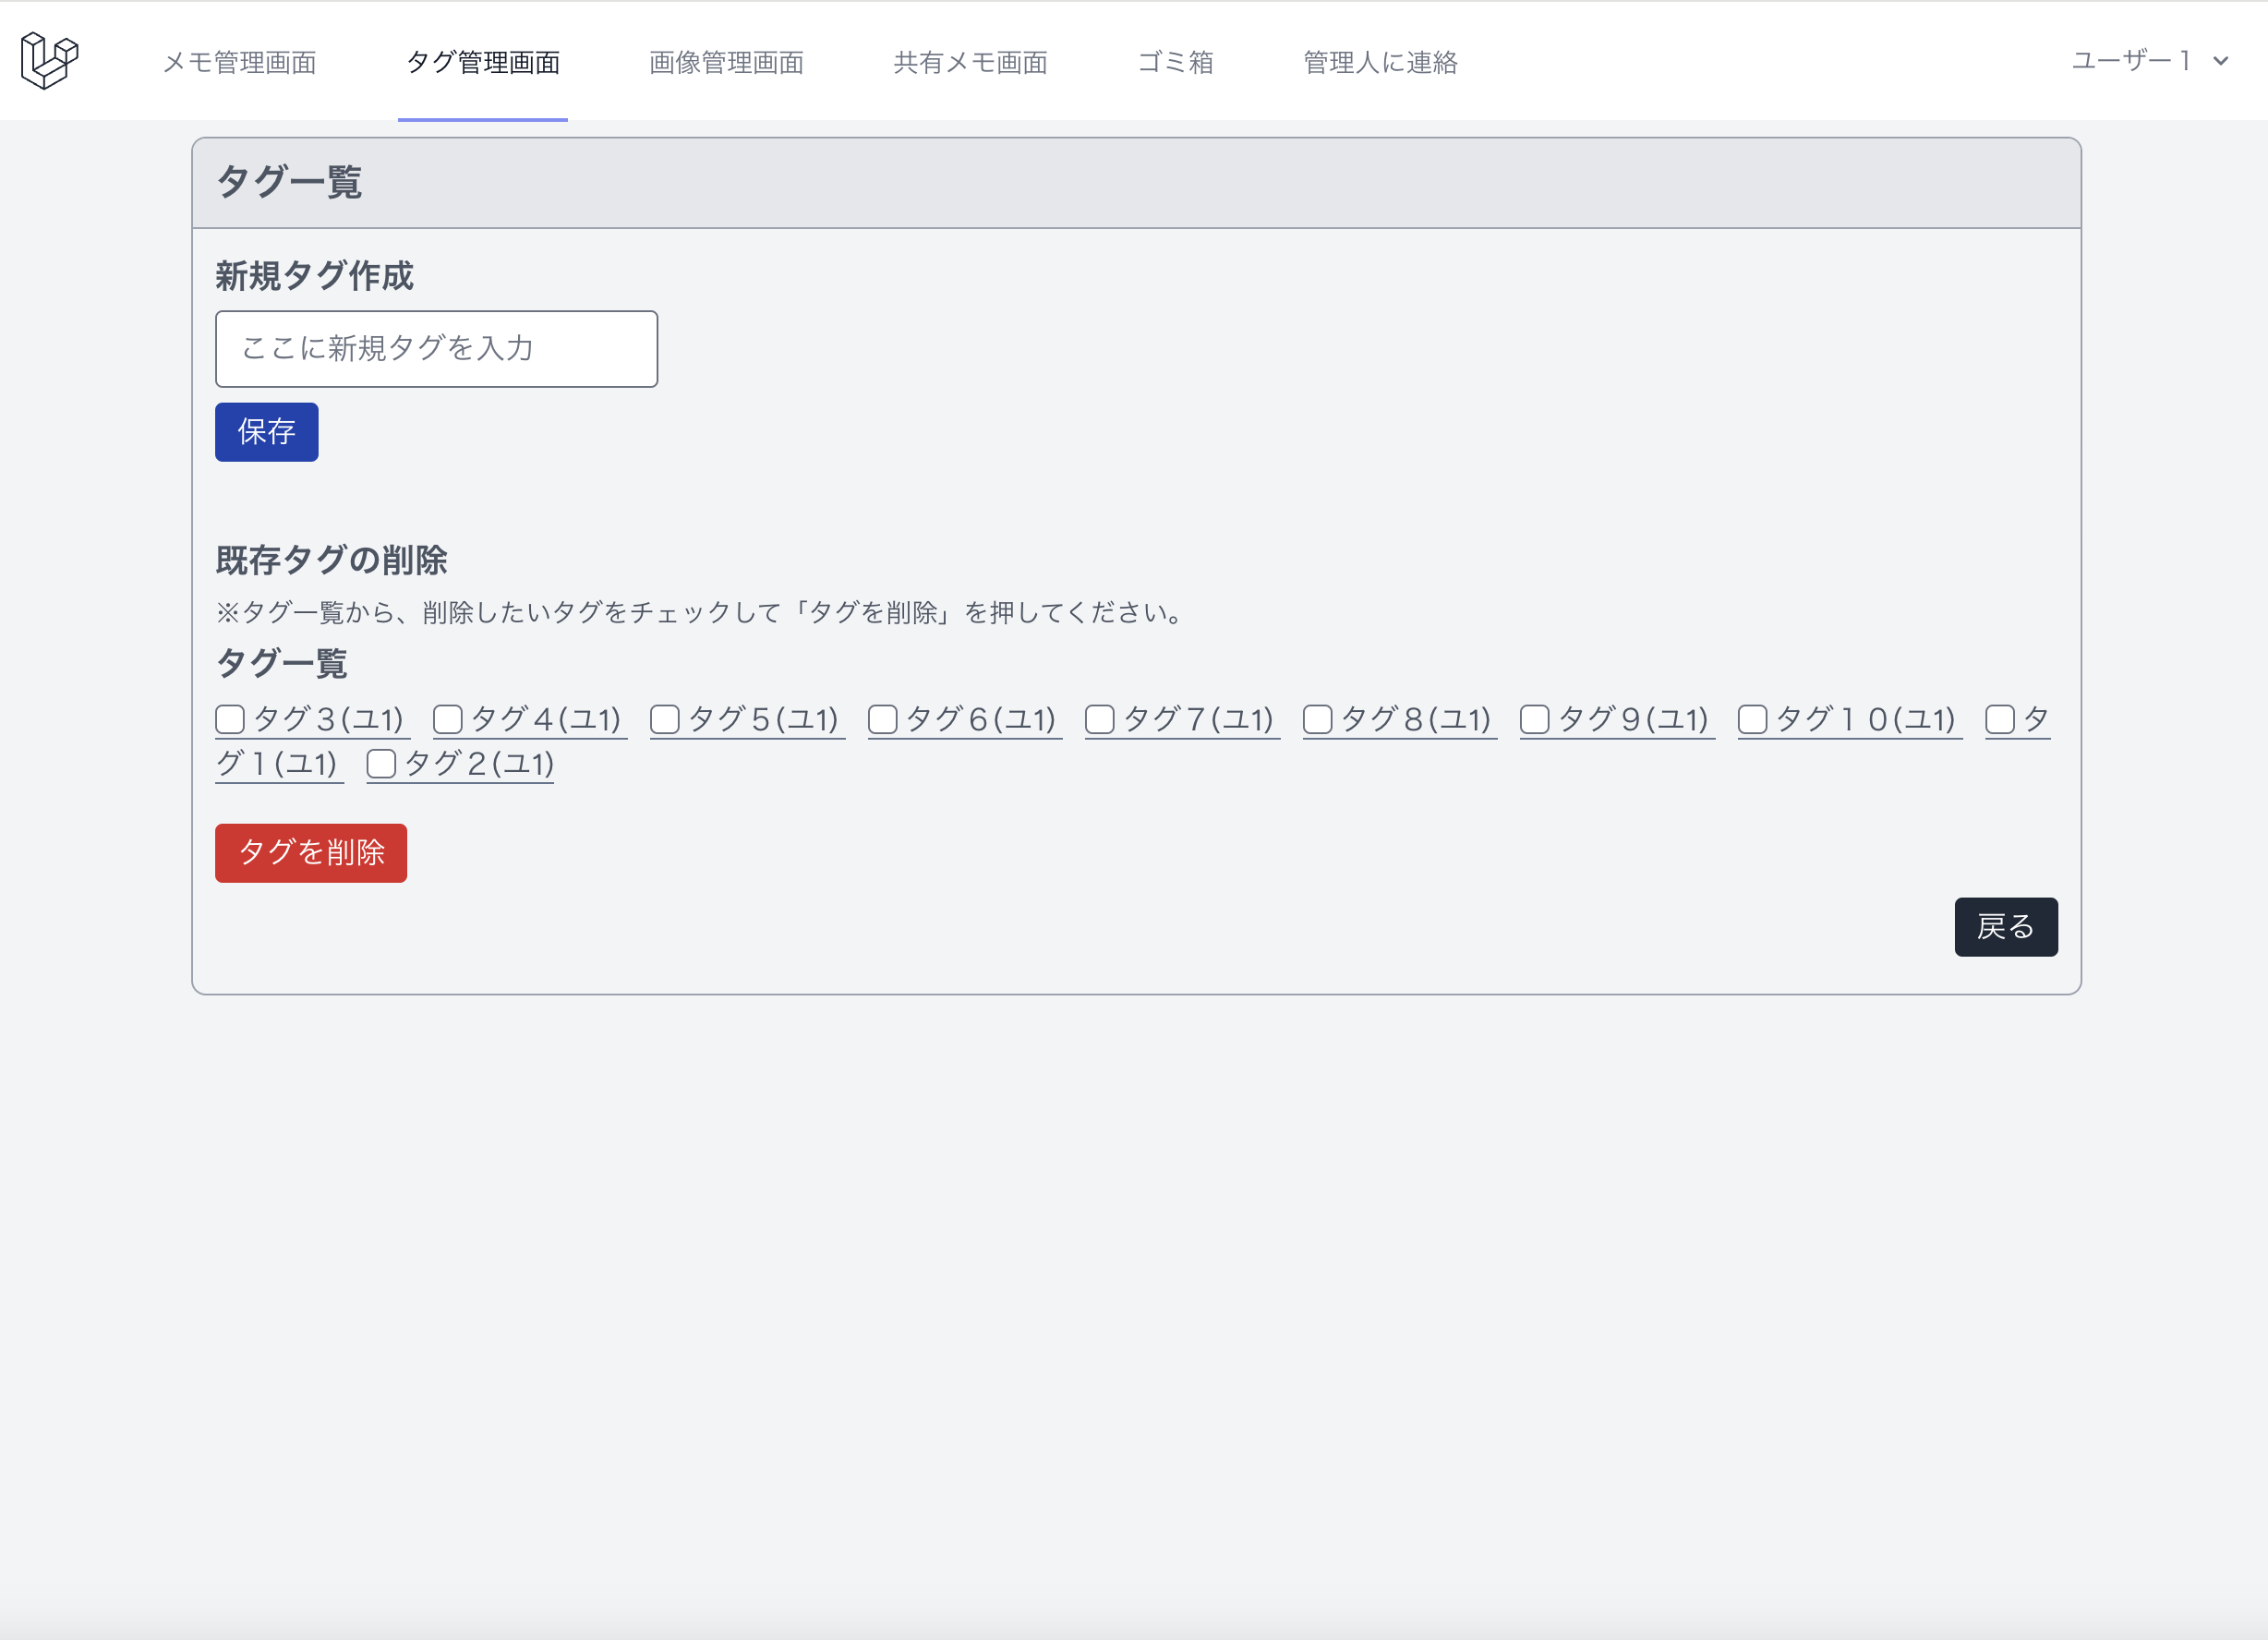 メモ管理画面 タグ管理画面 画像管理画面 共有メモ画面 ゴミ箱 管理人に連絡 ユーザー１
タグ一覧
新規タグ作成
ここに新規タグを入力
保存
既存タグの削除
※タグ一覧から、削除したいタグをチェックして「タグを削除」を押してください。
タグ一覧
タグ３(ユ1) タグ４(ユ1) タグ５(ユ1) タグ６(ユ1) タグ７(ユ1) タグ８(ユ1) タグ９(ユ1) タグ１０(ユ1) タ
グ１(ユ1) タグ２(ユ1)
タグを削除
戻る